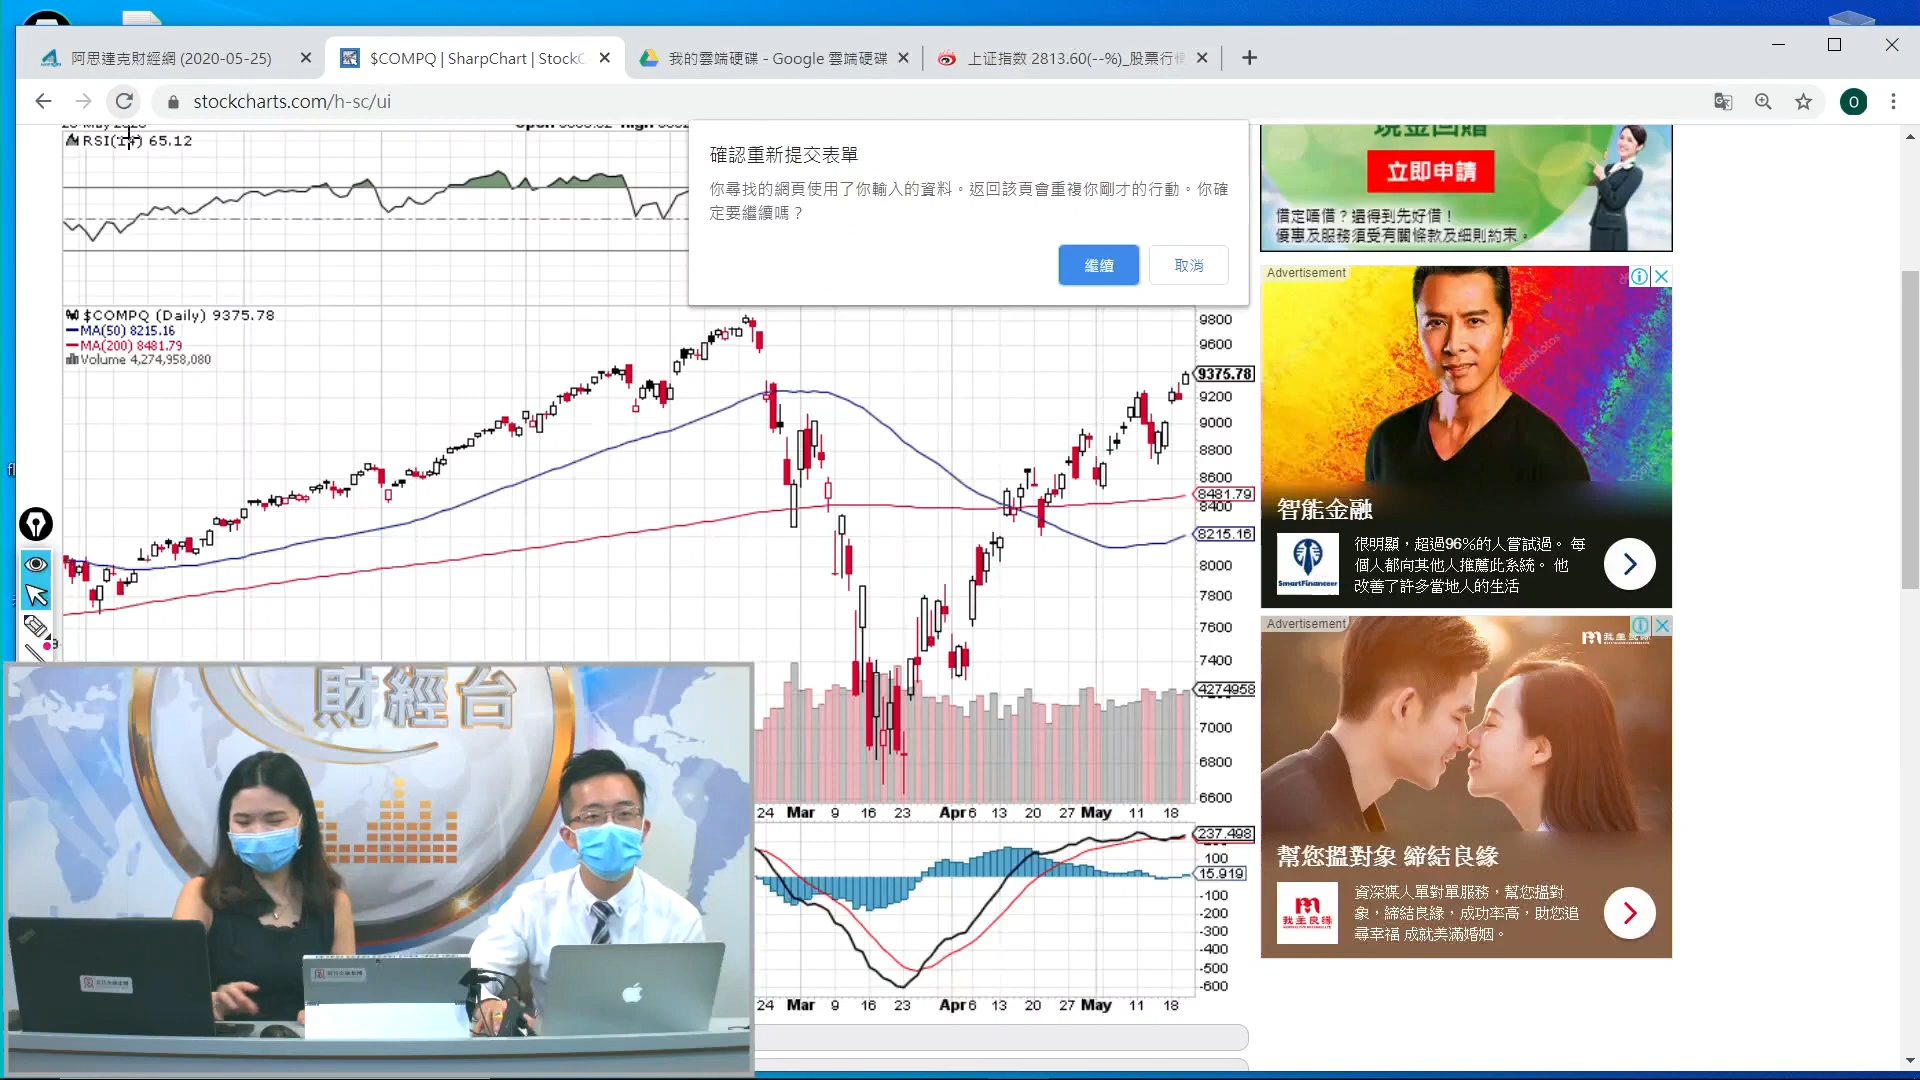 阿思達克財經網 (2020-05-25)
$COMPQ | SharpChart | StockC
我的雲端硬碟 - Google 雲端硬碟
上证指数 2813.60(--%)_股票行情
stockcharts.com/h-sc/ui
O
RSI(14) 65.12
確認重新提交表單
你尋找的網頁使用了你輸入的資料。返回該頁會重複你剛才的行動。你確
定要繼續嗎？
繼續
取消
$COMPQ (Daily) 9375.78
MA(50) 8215.16
MA(200) 8481.79
Volume 4,274,958,080
9800
9600
9375.78
9200
9000
8800
8600
8481.79
8400
8215.16
8000
7800
7600
7400
4274958
7000
6800
6600
24 Mar 9 16 23 Apr 6 13 20 27 May 11 18
237.498
100
15.919
-100
-200
-300
-400
-500
-600
24 Mar 9 16 23 Apr 6 13 20 27 May 11 18
現金回贈
立即申請
借定唔借？還得到先好借！
優惠及服務須受有關條款及細則約束。
Advertisement
智能金融
SmartFinanceer
很明顯，超過96%的人嘗試過。 每
個人都向其他人推薦此系統。 他
改善了許多當地人的生活
Advertisement
我主良緣
幫您搵對象 締結良緣
我主良緣
資深媒人單對單服務，幫您搵對
象，締結良緣，成功率高，助您追
尋幸福 成就美滿婚姻。
財經台